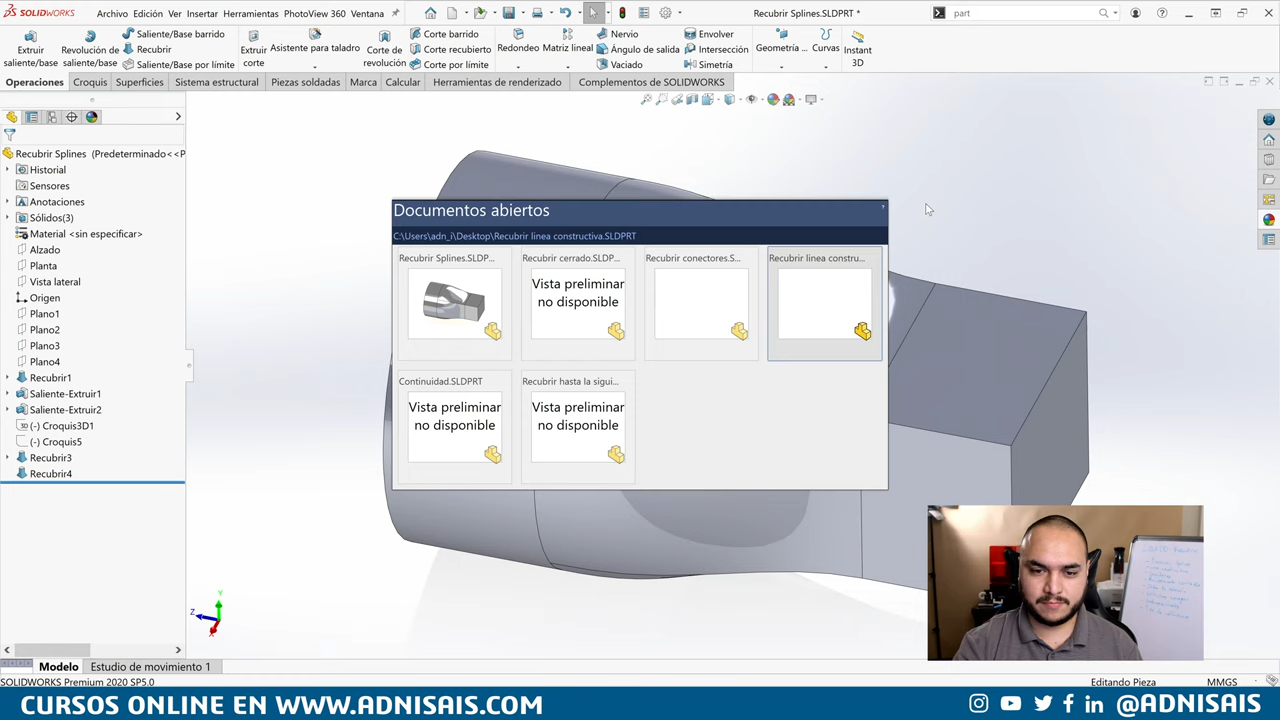 SOLIDWORKS Archivo Edición Ver Insertar Herramientas PhotoView 360 Ventana Recubrir Splines.SLDPRT * part
Extruir saliente/base
Revolución de saliente/base
Saliente/Base barrido
Recubrir
Saliente/Base por límite
Extruir corte
Asistente para taladro
Corte de revolución
Corte barrido
Corte recubierto
Corte por límite
Redondeo
Matriz lineal
Nervio
Ángulo de salida
Vaciado
Envolver
Intersección
Simetría
Geometría ...
Curvas
Instant 3D
Operaciones Croquis Superficies Sistema estructural Piezas soldadas Marca Calcular Herramientas de renderizado Complementos de SOLIDWORKS
Recubrir Splines (Predeterminado<<P
Historial
Sensores
Anotaciones
Sólidos(3)
Material <sin especificar>
Alzado
Planta
Vista lateral
Origen
Plano1
Plano2
Plano3
Plano4
Recubrir1
Saliente-Extruir1
Saliente-Extruir2
3D (-) Croquis3D1
(-) Croquis5
Recubrir3
Recubrir4
Documentos abiertos
C:\Users\adn_i\Desktop\Recubrir linea constructiva.SLDPRT
Recubrir Splines.SLDP...
Recubrir cerrado.SLDP...
Vista preliminar
no disponible
Recubrir conectores.S...
Recubrir linea constru...
Continuidad.SLDPRT
Vista preliminar
no disponible
Recubrir hasta la sigui...
Vista preliminar
no disponible
Y
Z
X
Modelo Estudio de movimiento 1
SOLIDWORKS Premium 2020 SP5.0 Editando Pieza MMGS
CURSOS ONLINE EN WWW.ADNISAIS.COM @ADNISAIS